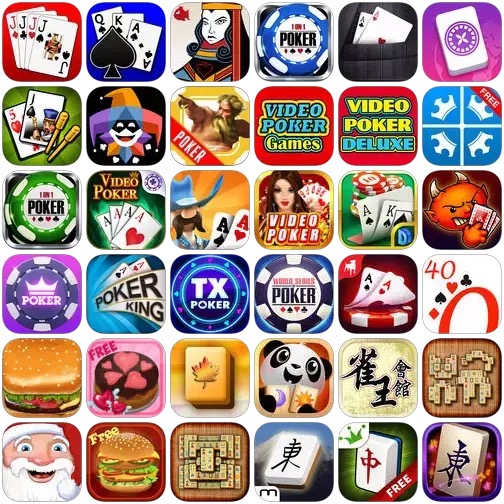 J
J
J
J
Q
K
A
1 ON 1
POKER
5
J
POKER
VIDEO
POKER
Games
VIDEO
POKER
DELUXE
FREE
1 ON 1
POKER
VIDEO
POKER
A
A
A
A
A
A
VIDEO POKER
A
K
POKER
POKER
KING
TX
POKER
WORLD SERIES
POKER
A
A
40
FREE
雀
王
會
館
Free
東
m
中
FREE
東